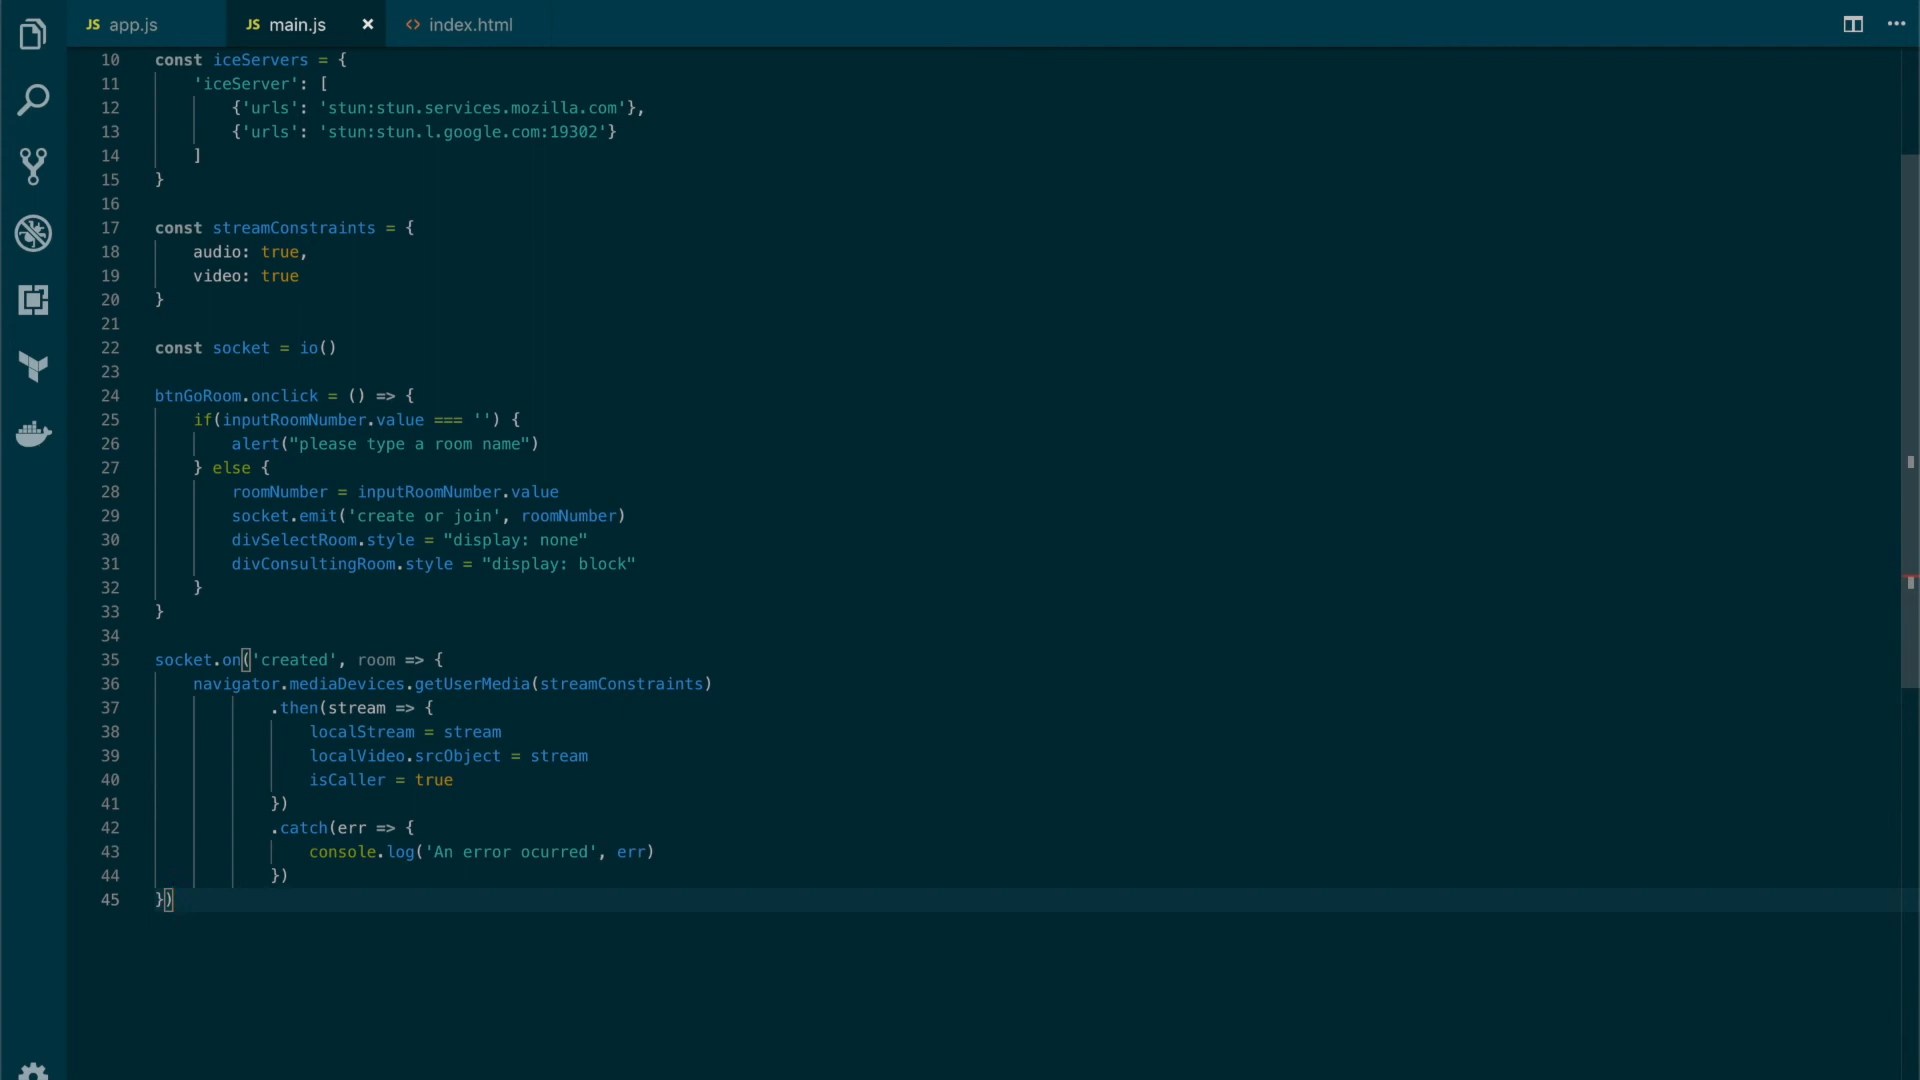 JS app.js JS main.js × <> index.html
10 const iceServers = {
11 'iceServer': [
12 {'urls': 'stun:stun.services.mozilla.com'},
13 {'urls': 'stun:stun.l.google.com:19302'}
14 ]
15 }
16
17 const streamConstraints = {
18 audio: true,
19 video: true
20 }
21
22 const socket = io()
23
24 btnGoRoom.onclick = () => {
25 if(inputRoomNumber.value === '') {
26 alert("please type a room name")
27 } else {
28 roomNumber = inputRoomNumber.value
29 socket.emit('create or join', roomNumber)
30 divSelectRoom.style = "display: none"
31 divConsultingRoom.style = "display: block"
32 }
33 }
34
35 socket.on('created', room => {
36 navigator.mediaDevices.getUserMedia(streamConstraints)
37 .then(stream => {
38 localStream = stream
39 localVideo.srcObject = stream
40 isCaller = true
41 })
42 .catch(err => {
43 console.log('An error ocurred', err)
44 })
45 })